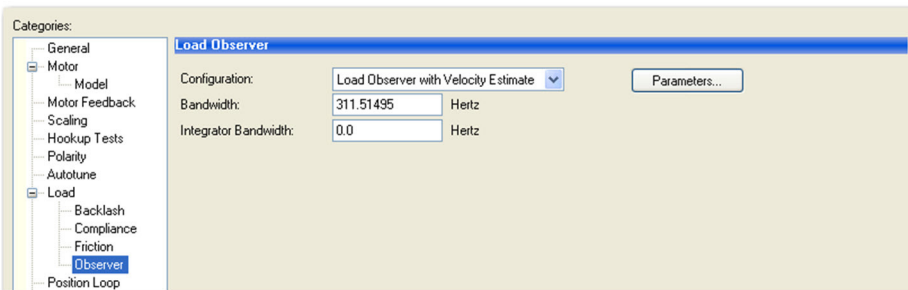 Categories:
General
Motor
Model
Motor Feedback
Scaling
Hookup Tests
Polarity
Autotune
Load
Backlash
Compliance
Friction
Observer
Position Loop
Load Observer
Configuration: Load Observer with Velocity Estimate Parameters...
Bandwidth: 311.51495 Hertz
Integrator Bandwidth: 0.0 Hertz